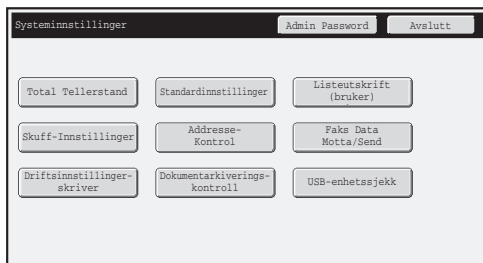 Systeminnstillinger Admin Password Avslutt
Total Tellerstand Standardinnstillinger Listeutskrift
(bruker)
Skuff-Innstillinger Addresse-
Kontrol Faks Data
Motta/Send
Driftsinnstillinger-
skriver Dokumentarkiverings-
kontroll USB-enhetssjekk